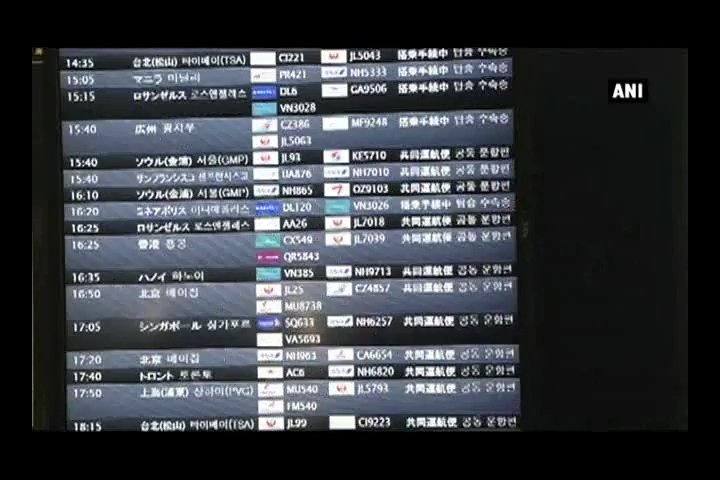 14:35 台北(松山) 타이베이(TSA) CI221 JL5043 搭乗手続中 탑승 수속중
15:05 マニラ 마닐라 PR421 NH5333 搭乗手続中 탑승 수속중
15:15 ロサンゼルス 로스엔젤레스 DL6 GA9506 搭乗手続中 탑승 수속중
VN3028
ANI
15:40 広州 광저우 CZ386 MF9248 搭乗手続中 탑승 수속중
JL5063
15:40 ソウル(金浦) 서울(GMP) JL93 KE5710 共同運航便 공동 운항편
15:40 サンフランシスコ 샌프란시스코 UA876 NH7010 共同運航便 공동 운항편
16:10 ソウル(金浦) 서울(GMP) NH865 OZ9103 共同運航便 공동 운항편
16:20 ミネアポリス 미니애폴리스 DL120 VN3026 搭乗手続中 탑승 수속중
16:25 ロサンゼルス 로스엔젤레스 AA26 JL7018 共同運航便 공동 운항편
16:25 香港 홍콩 CX549 JL7039 共同運航便 공동 운항편
QR5843
16:35 ハノイ 하노이 VN385 NH9713 共同運航便 공동 운항편
16:50 北京 베이징 JL25 CZ4857 共同運航便 공동 운항편
MU8738
17:05 シンガポール 싱가포르 SQ633 NH6257 共同運航便 공동 운항편
VA5693
17:20 北京 베이징 NH963 CA6654 共同運航便 공동 운항편
17:40 トロント 토론토 AC6 NH6820 共同運航便 공동 운항편
17:50 上海(浦東) 상하이(PVG) MU540 JL5793 共同運航便 공동 운항편
FM540
18:15 台北(松山) 타이베이(TSA) JL99 CI9223 共同運航便 공동 운항편